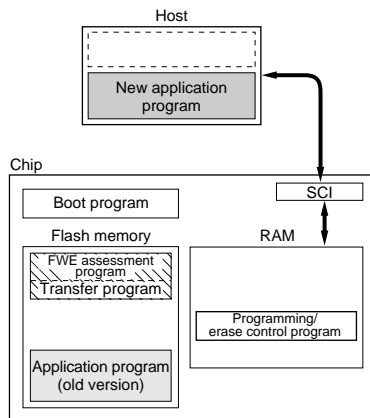 Host
New application
program
Chip
SCI
Boot program
Flash memory
RAM
FWE assessment
program
Transfer program
Programming/
erase control program
Application program
(old version)